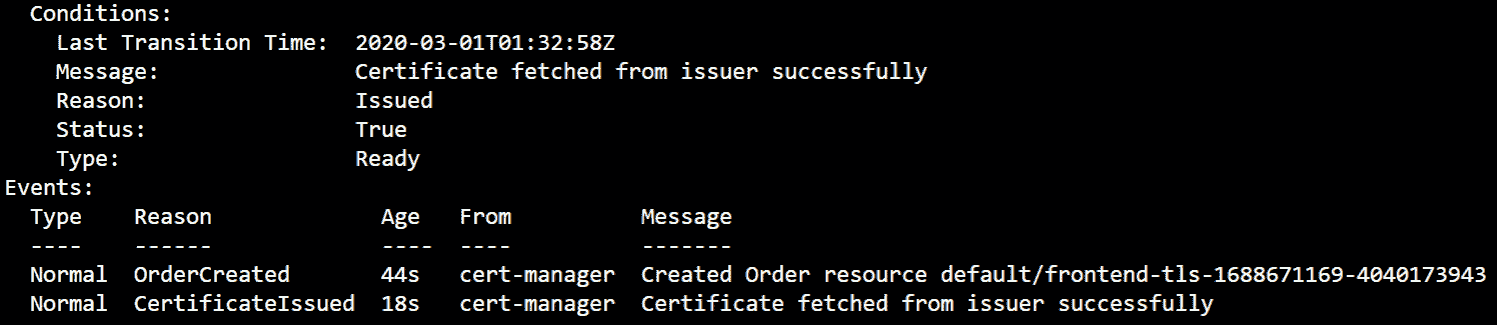 Conditions:
Last Transition Time:  2020-03-01T01:32:58Z
Message:               Certificate fetched from issuer successfully
Reason:                Issued
Status:                True
Type:                  Ready
Events:
Type    Reason             Age   From          Message
----    ------             ----  ----          -------
Normal  OrderCreated       44s   cert-manager  Created Order resource default/frontend-tls-1688671169-4040173943
Normal  CertificateIssued  18s   cert-manager  Certificate fetched from issuer successfully